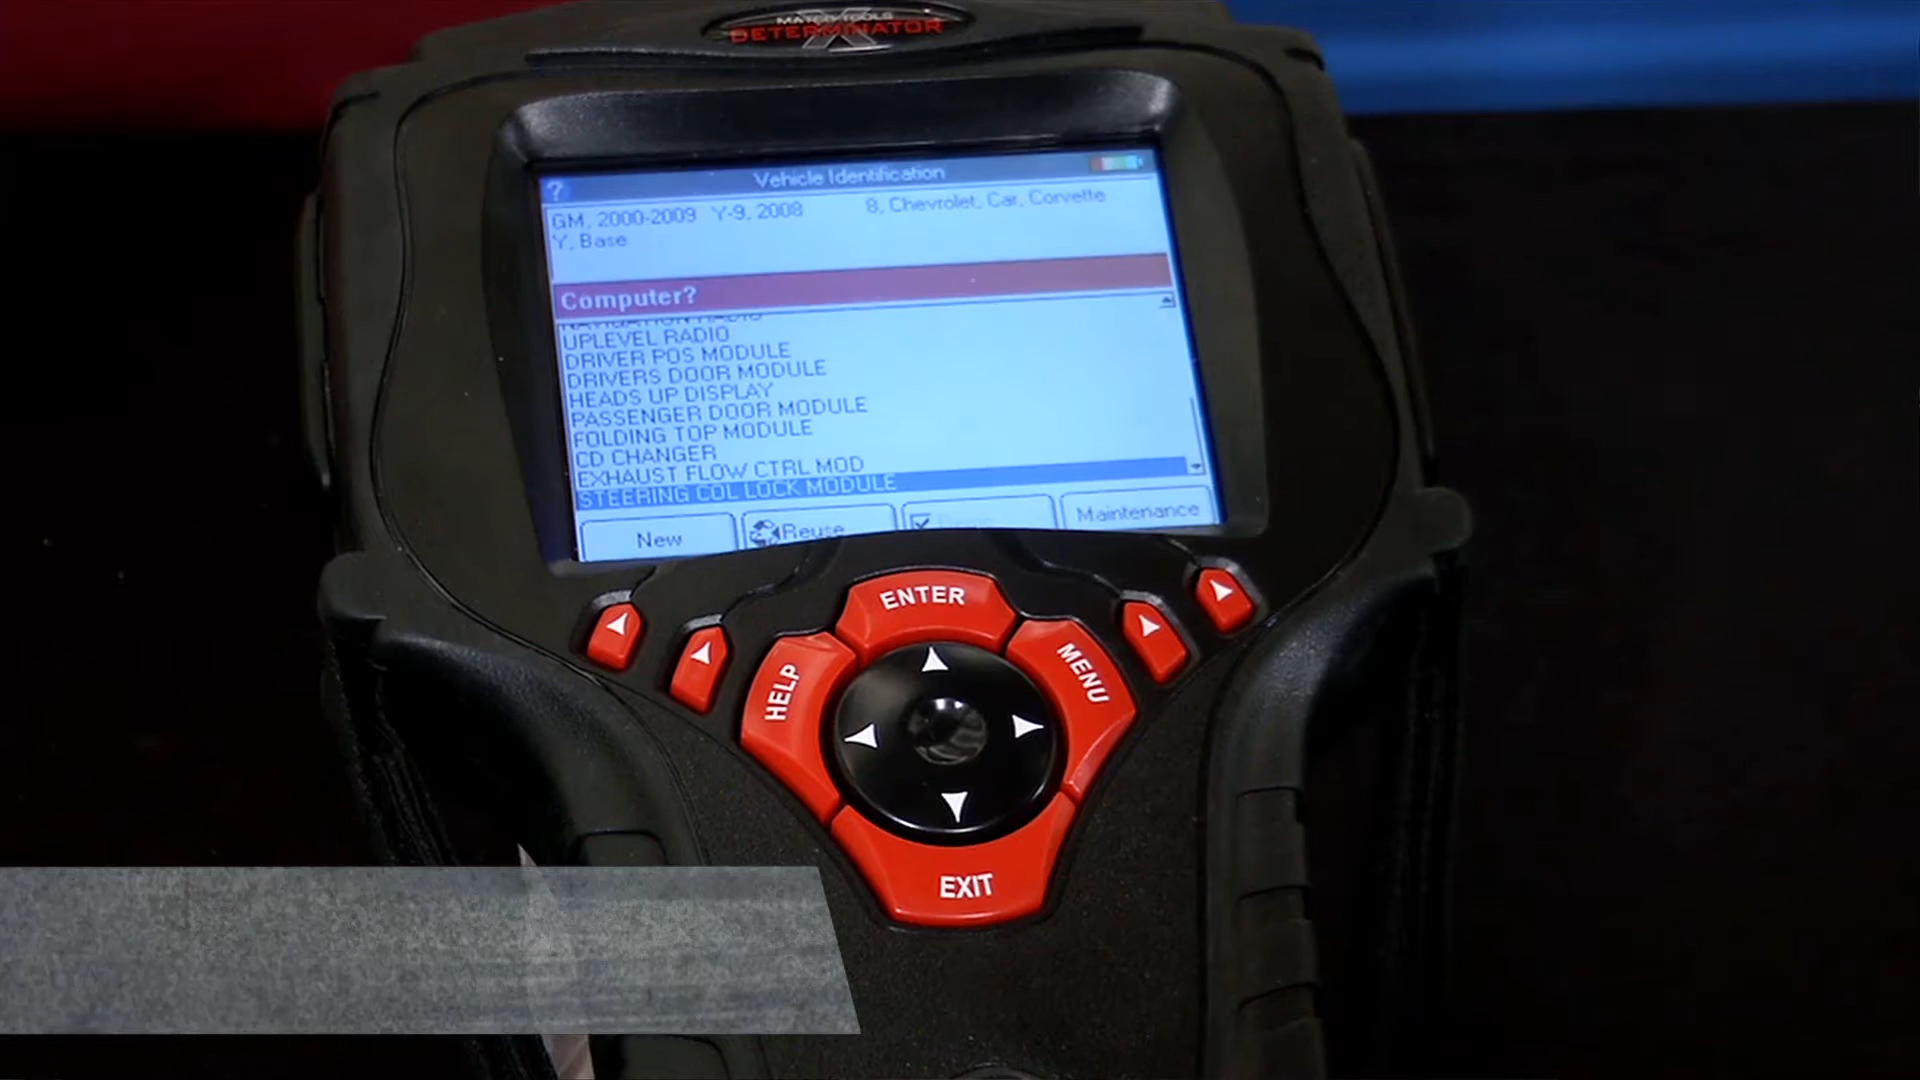 MATCO TOOLS
DETERMINATOR
? Vehicle Identification
GM, 2000-2009 Y-9, 2008 8, Chevrolet, Car, Corvette
Y, Base
Computer?
NAVIGATION RADIO
UPLEVEL RADIO
DRIVER POS MODULE
DRIVERS DOOR MODULE
HEADS UP DISPLAY
PASSENGER DOOR MODULE
FOLDING TOP MODULE
CD CHANGER
EXHAUST FLOW CTRL MOD
STEERING COL LOCK MODULE
New Reuse Maintenance
ENTER
HELP
MENU
EXIT